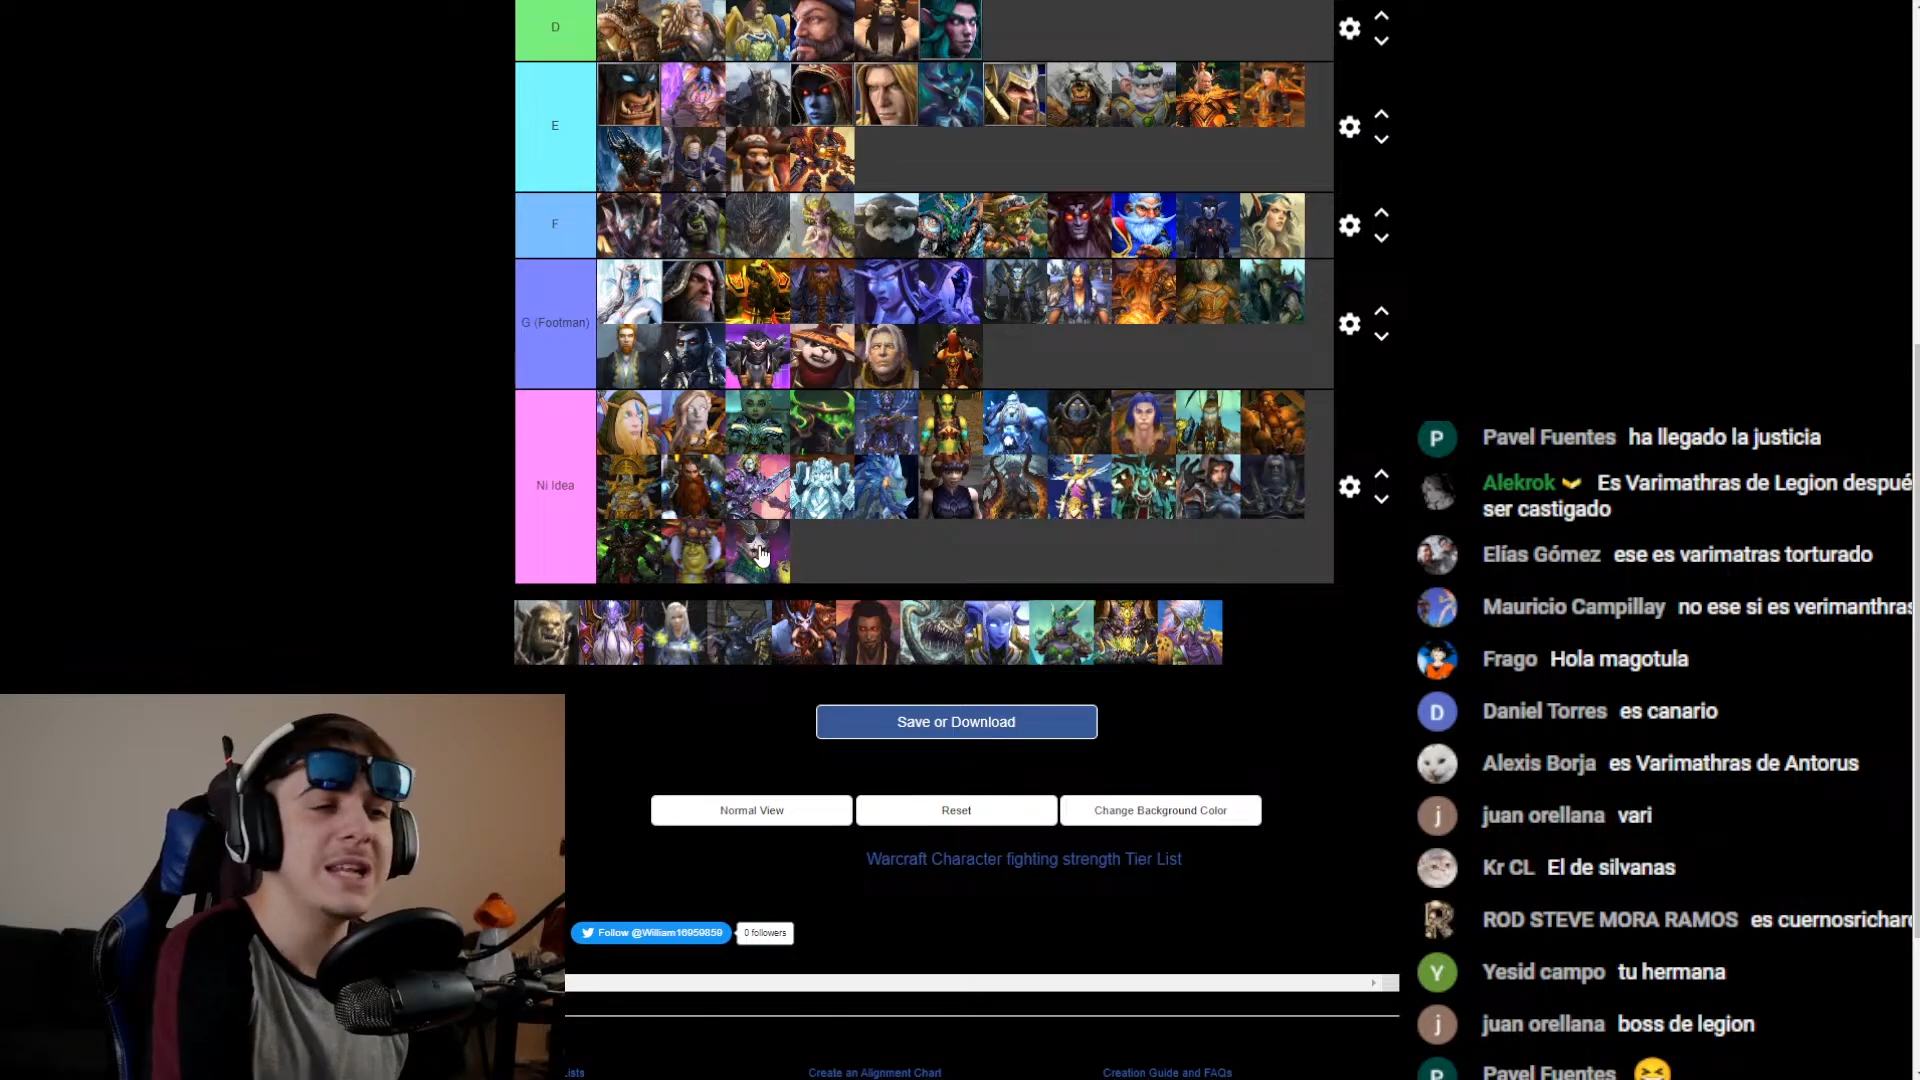 D
E
F
G (Footman)
Ni Idea
Save or Download
Normal View
Reset
Change Background Color
Warcraft Character fighting strength Tier List
Follow @William16959859
0 followers
Create an Alignment Chart
Creation Guide and FAQs
P Pavel Fuentes ha llegado la justicia
Alekrok Es Varimathras de Legion despué
ser castigado
Elías Gómez ese es varimatras torturado
Mauricio Campillay no ese si es verimanthras
Frago Hola magotula
D Daniel Torres es canario
Alexis Borja es Varimathras de Antorus
j juan orellana vari
Kr CL El de silvanas
ROD STEVE MORA RAMOS es cuernosrichard
Y Yesid campo tu hermana
j juan orellana boss de legion
P Pavel Fuentes